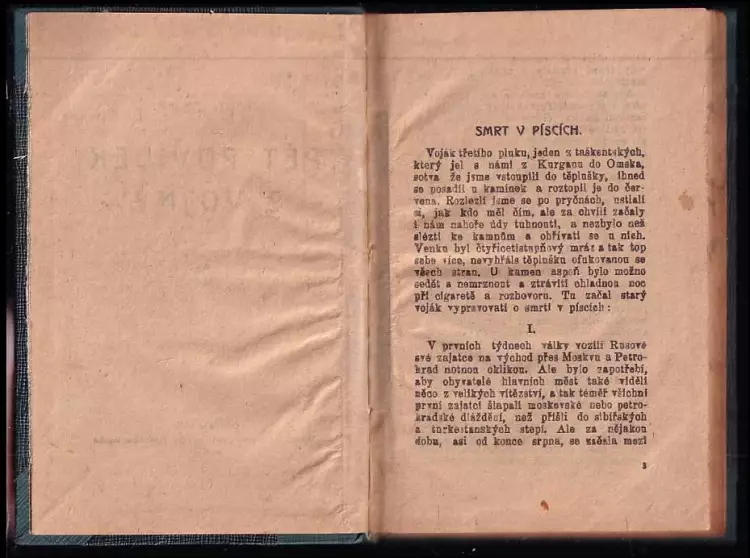 SMRT V PÍSCÍCH.
Voják třetího pluku, jeden z taškentských,
který jel s námi z Kurganu do Omska,
sotva že jsme vstoupili do těplušky, ihned
se posadil u kamínek a roztopil je do čer-
vena. Rozlezli jsme se po pryčnách, ustlali
si, jak kdo měl čím, ale za chvíli začaly
i nám nahoře údy tuhnouti, a nezbylo než
slézti ke kamnům a ohřívati se u nich.
Venku byl čtyřicetistupňový mráz a tak top
sebe více, nevyhřáls těplušku ofukovanou se
všech stran. U kamen aspoň bylo možno
sedět a nemrznout a ztráviti chladnou noc
při cigaretě a rozhovoru. Tu začal starý
voják vypravovati o smrti v píscích :
I.
V prvních týdnech války vozili Rusové
své zajatce na východ přes Moskvu a Petro-
hrad notnou oklikou. Ale bylo zapotřebí,
aby obyvatelé hlavních měst také viděli
něco z velikých vítězství, a tak téměř všichni
první zajatci šlapali moskevské nebo petro-
hradské dláždění, než přišli do sibiřských
a turkestanských stepí. Ale za nějakou
dobu, asi od konce srpna, se začala mezi
3